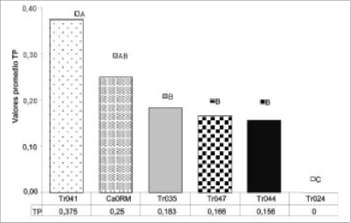 Valores promedio TP
0,40
0,30
0,20
0,10
0,00
A
AB
B
B
B
C
Tr041 CaORM Tr035 Tr047 Tr044 Tr024
TP 0,375 0,25 0,183 0,166 0,156 0